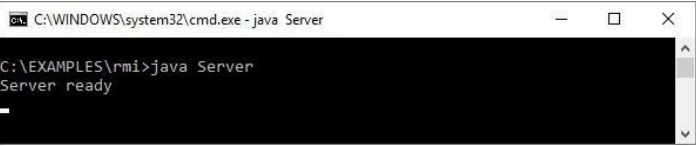 C:\WINDOWS\system32\cmd.exe - java  Server
C:\EXAMPLES\rmi>java Server
Server ready